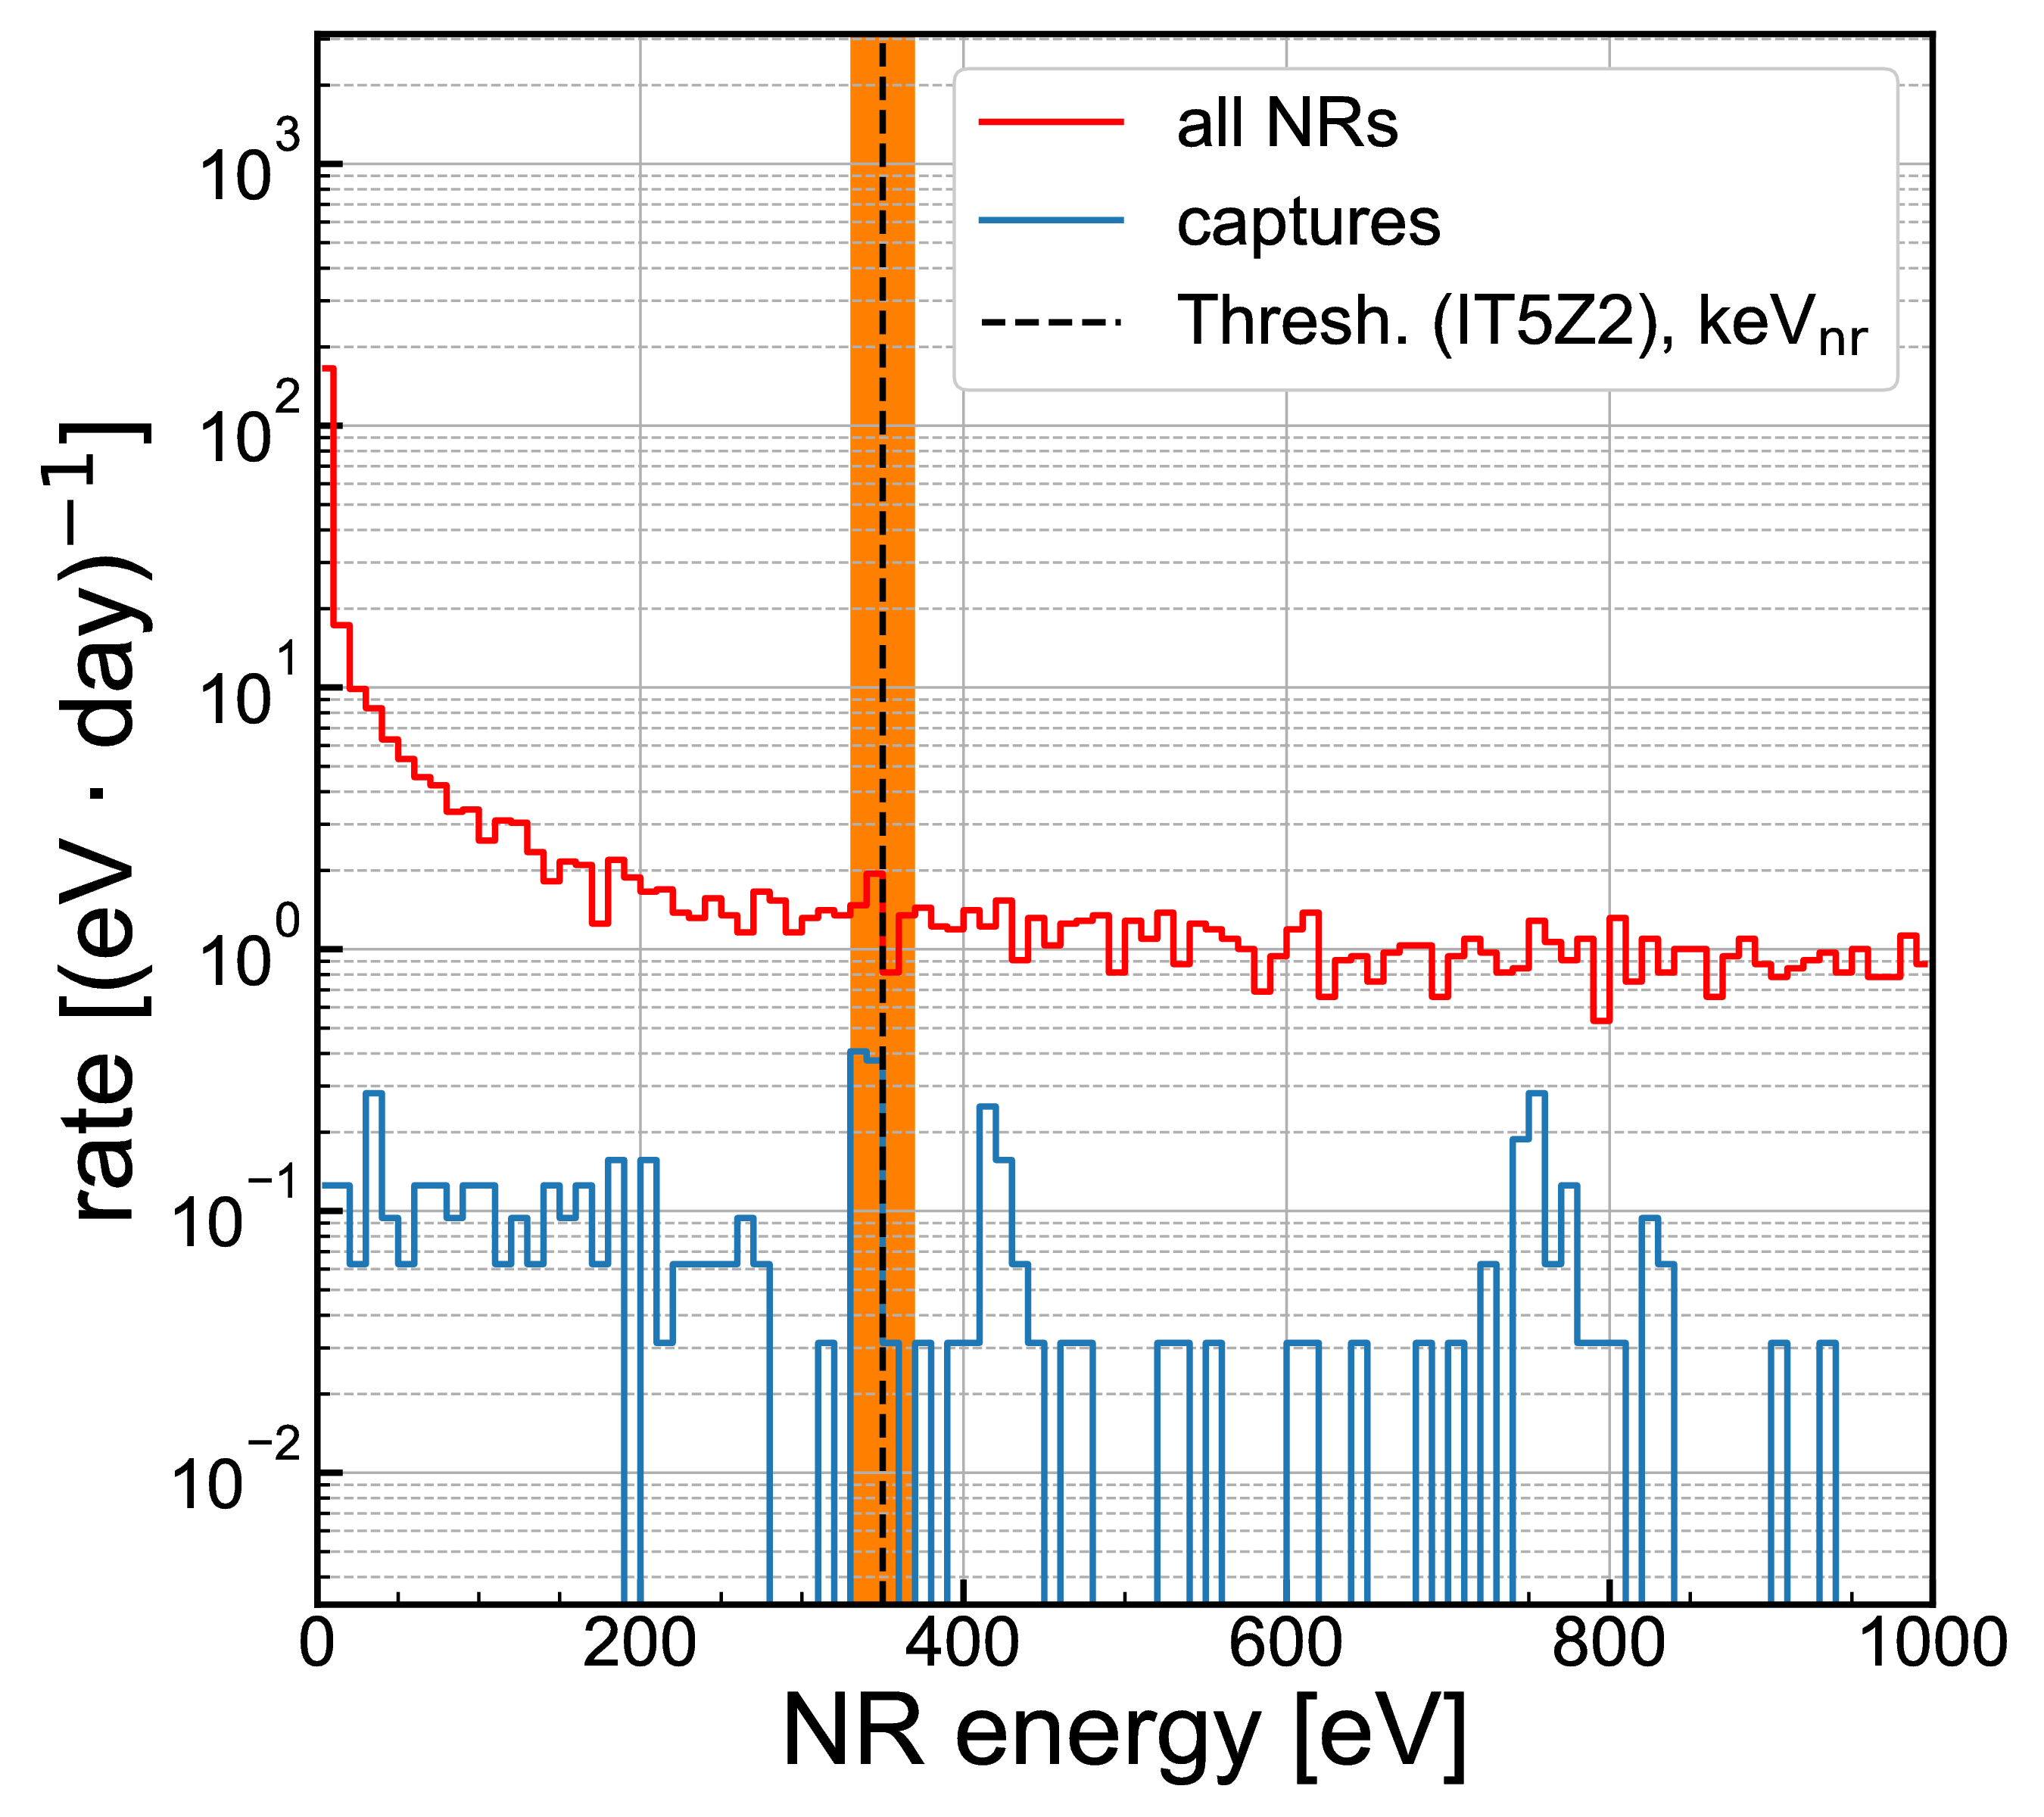 all NRs
captures
Thresh. (IT5Z2), keVnr
10³
10²
10¹
10⁰
10⁻¹
10⁻²
rate [(eV · day)⁻¹]
0 200 400 600 800 1000
NR energy [eV]